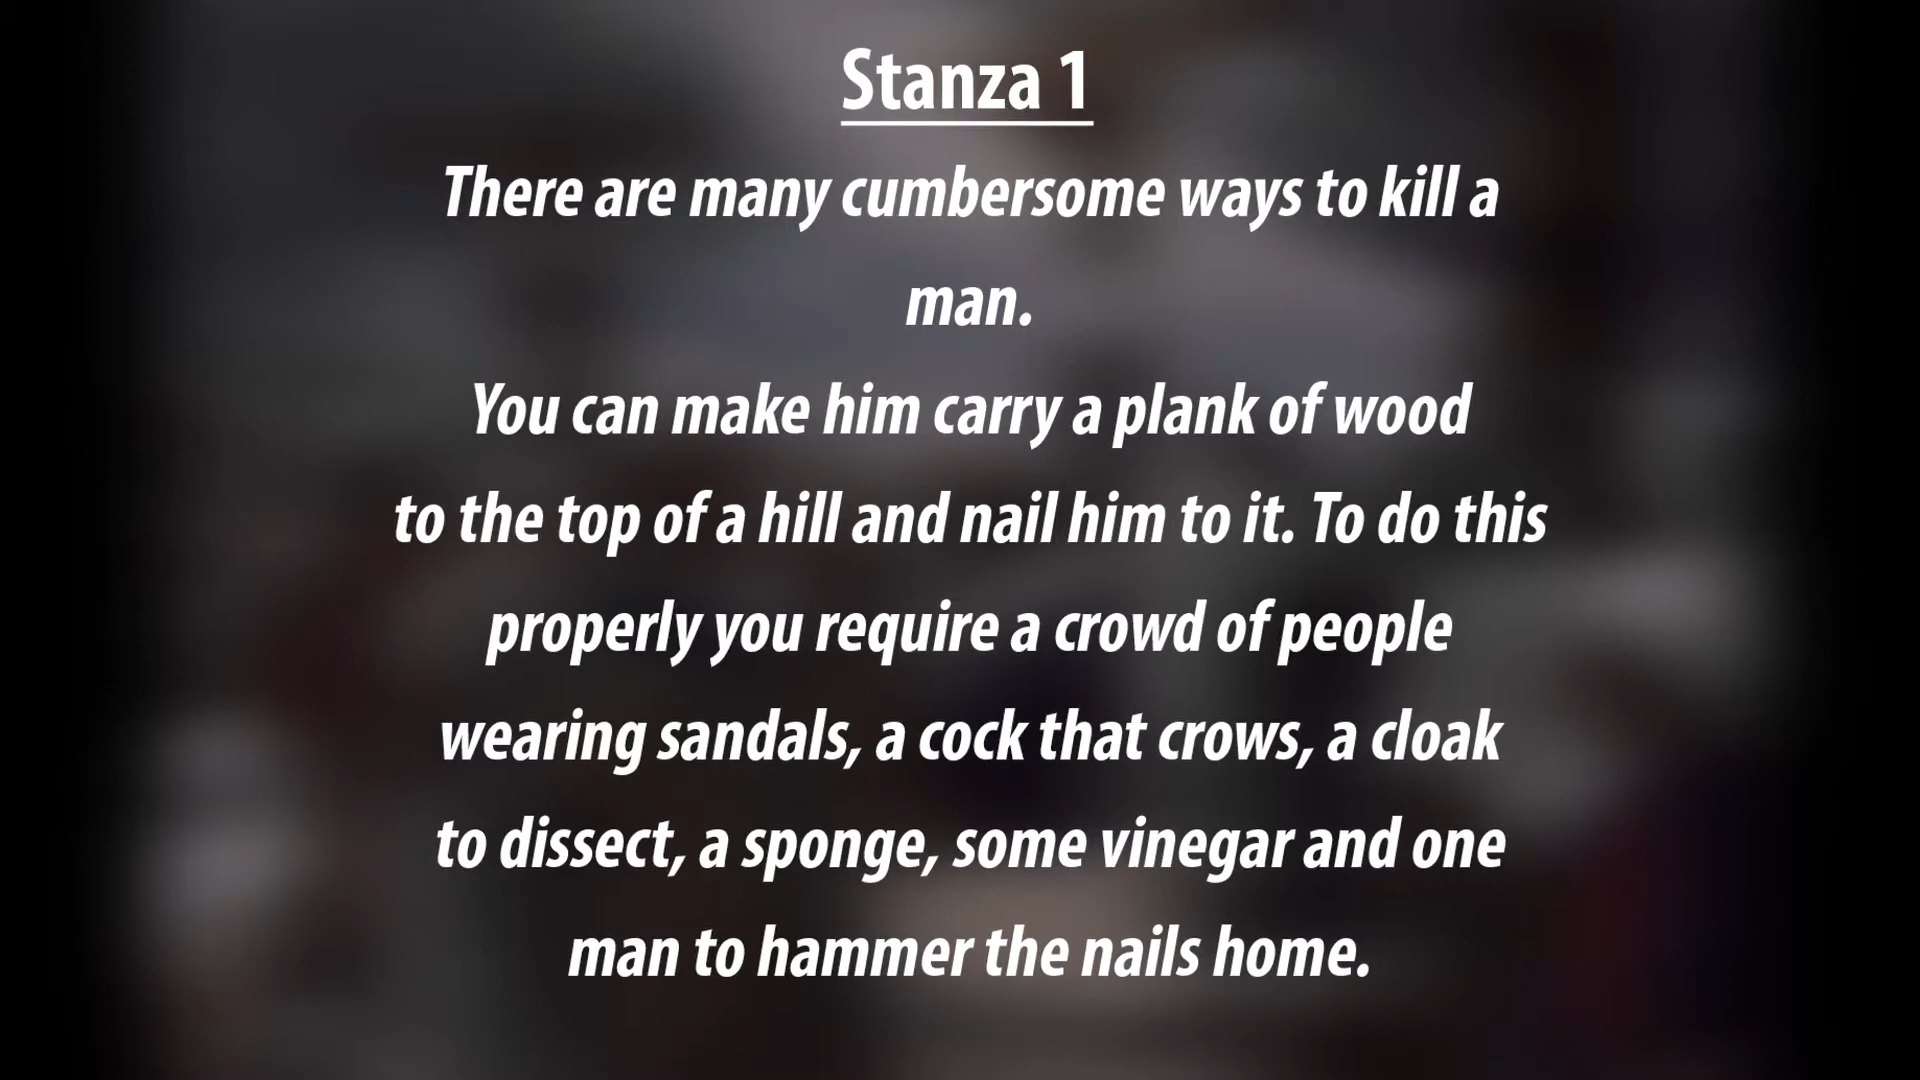 Stanza 1
There are many cumbersome ways to kill a
man.
You can make him carry a plank of wood
to the top of a hill and nail him to it. To do this
properly you require a crowd of people
wearing sandals, a cock that crows, a cloak
to dissect, a sponge, some vinegar and one
man to hammer the nails home.